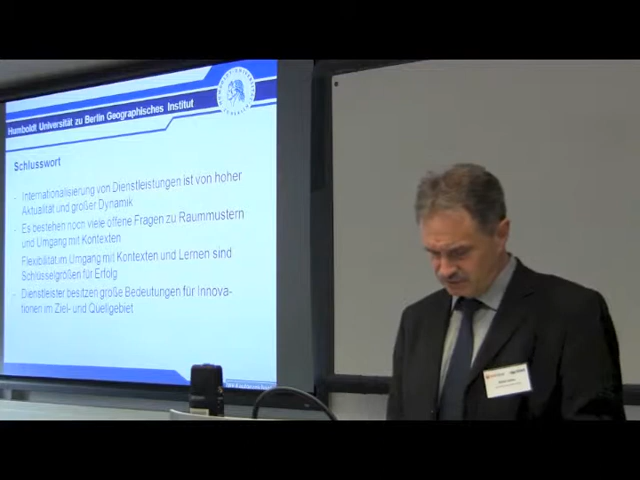 Humboldt Universität zu Berlin Geographisches Institut
Schlusswort
- Internationalisierung von Dienstleistungen ist von hoher
Aktualität und großer Dynamik
- Es bestehen noch viele offene Fragen zu Raummustern
und Umgang mit Kontexten
- Flexibilität im Umgang mit Kontexten und Lernen sind
Schlüsselgrößen für Erfolg
- Dienstleister besitzen große Bedeutungen für Innova-
tionen im Ziel- und Quellgebiet